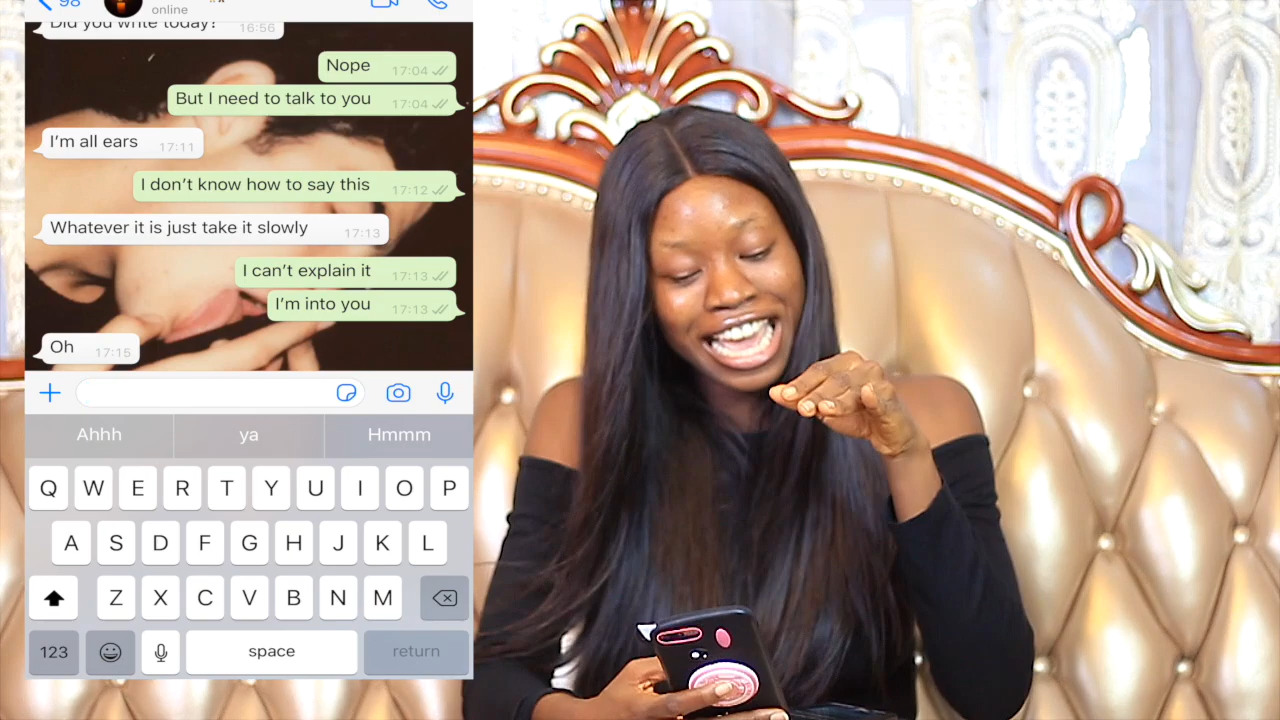 98
online
Did you write today? 16:56
Nope 17:04
But I need to talk to you 17:04
I'm all ears 17:11
I don't know how to say this 17:12
Whatever it is just take it slowly 17:13
I can't explain it 17:13
I'm into you 17:13
Oh 17:15
Ahhh ya Hmmm
Q W E R T Y U I O P
A S D F G H J K L
Z X C V B N M
123 space return